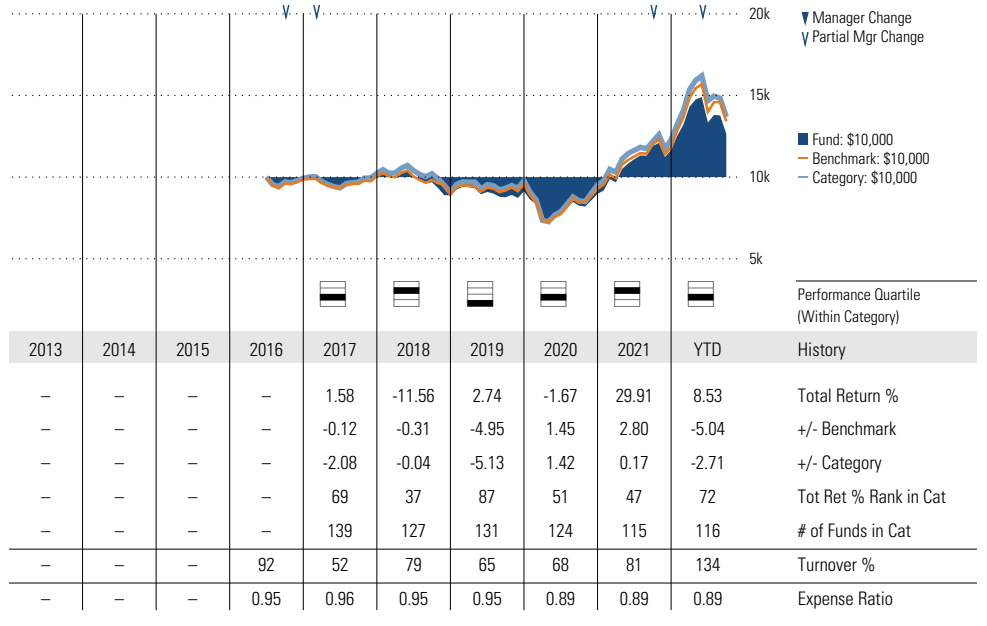 20k
Manager Change
Partial Mgr Change
15k
Fund: $10,000
Benchmark: $10,000
Category: $10,000
10k
5k
Performance Quartile
(Within Category)
2013 2014 2015 2016 2017 2018 2019 2020 2021 YTD History
– – – – 1.58 -11.56 2.74 -1.67 29.91 8.53 Total Return %
– – – – -0.12 -0.31 -4.95 1.45 2.80 -5.04 +/- Benchmark
– – – – -2.08 -0.04 -5.13 1.42 0.17 -2.71 +/- Category
– – – – 69 37 87 51 47 72 Tot Ret % Rank in Cat
– – – – 139 127 131 124 115 116 # of Funds in Cat
– – – 92 52 79 65 68 81 134 Turnover %
– – – 0.95 0.96 0.95 0.95 0.89 0.89 0.89 Expense Ratio